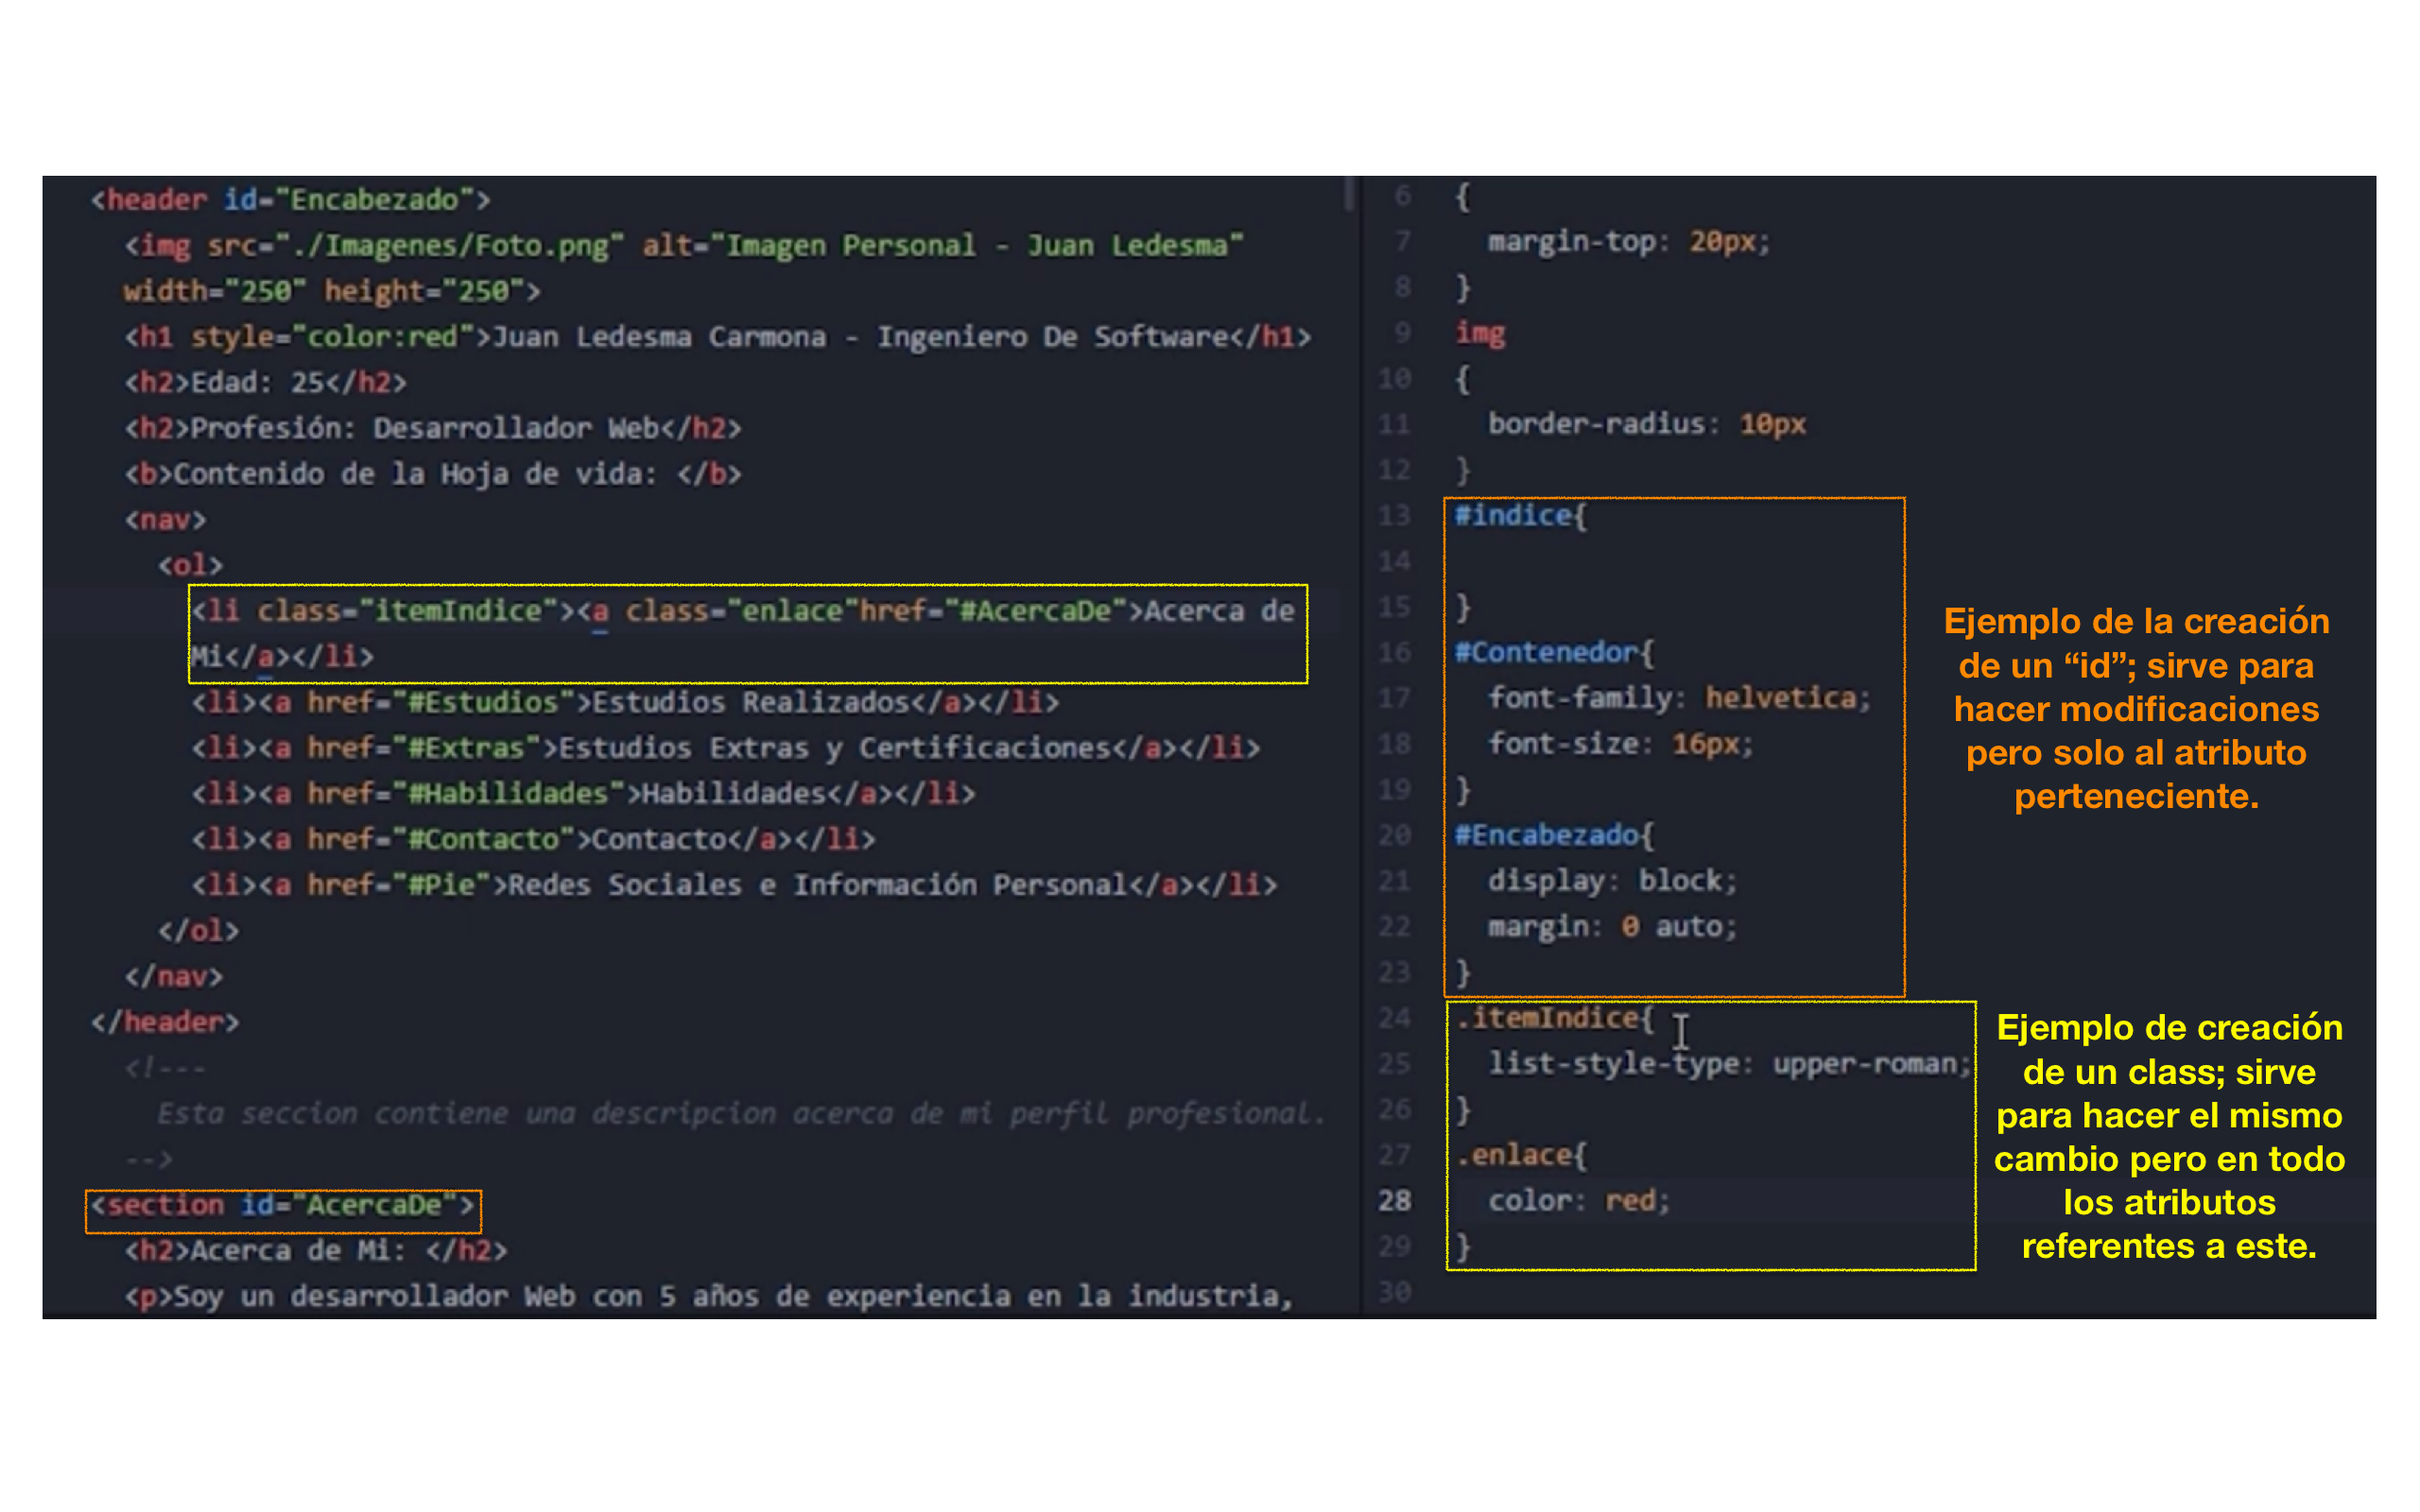 <header id="Encabezado">
<img src="./Imagenes/Foto.png" alt="Imagen Personal - Juan Ledesma"
width="250" height="250">
<h1 style="color:red">Juan Ledesma Carmona - Ingeniero De Software</h1>
<h2>Edad: 25</h2>
<h2>Profesión: Desarrollador Web</h2>
<b>Contenido de la Hoja de vida: </b>
<nav>
<ol>
<li class="itemIndice"><a class="enlace"href="#AcercaDe">Acerca de
Mi</a></li>
<li><a href="#Estudios">Estudios Realizados</a></li>
<li><a href="#Extras">Estudios Extras y Certificaciones</a></li>
<li><a href="#Habilidades">Habilidades</a></li>
<li><a href="#Contacto">Contacto</a></li>
<li><a href="#Pie">Redes Sociales e Información Personal</a></li>
</ol>
</nav>
</header>
<!---
Esta seccion contiene una descripcion acerca de mi perfil profesional.
-->
<section id="AcercaDe">
<h2>Acerca de Mi: </h2>
<p>Soy un desarrollador Web con 5 años de experiencia en la industria,
6 {
7 margin-top: 20px;
8 }
9 img
10 {
11 border-radius: 10px
12 }
13 #indice{
14
15 }
16 #Contenedor{
17 font-family: helvetica;
18 font-size: 16px;
19 }
20 #Encabezado{
21 display: block;
22 margin: 0 auto;
23 }
24 .itemIndice{
25 list-style-type: upper-roman;
26 }
27 .enlace{
28 color: red;
29 }
30
Ejemplo de la creación
de un “id”; sirve para
hacer modificaciones
pero solo al atributo
perteneciente.
Ejemplo de creación
de un class; sirve
para hacer el mismo
cambio pero en todo
los atributos
referentes a este.